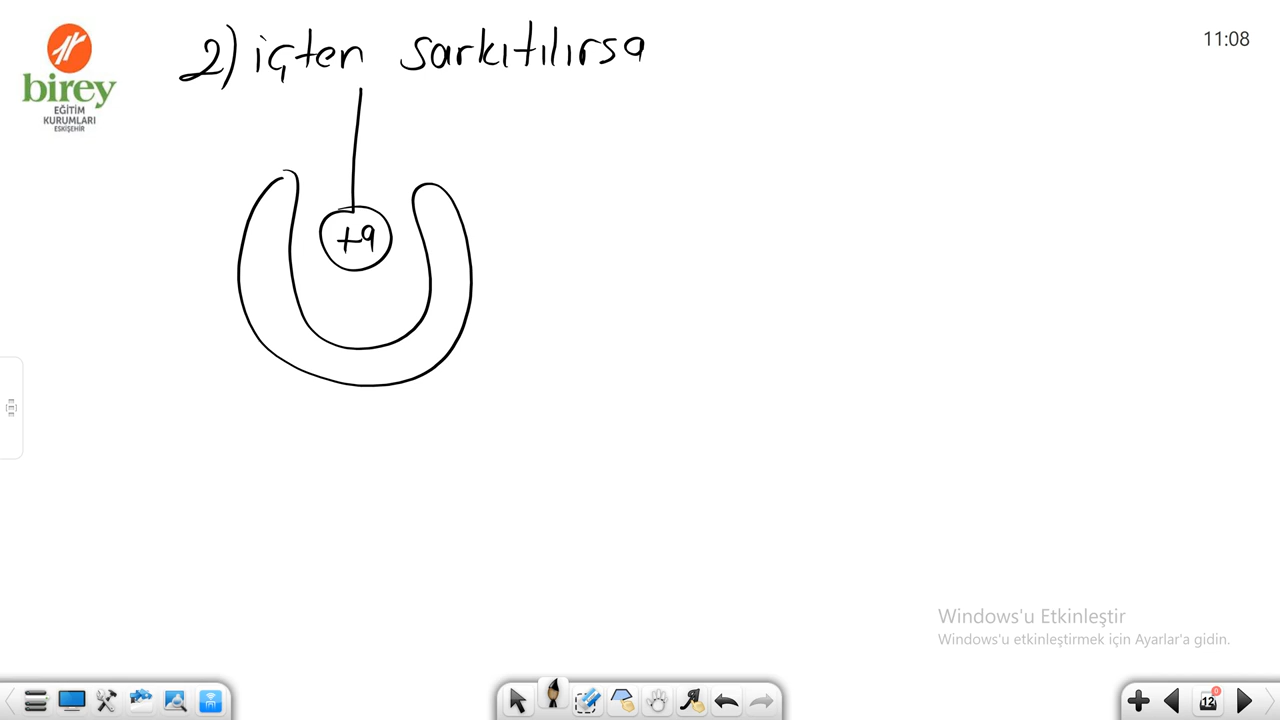 2) içten sarkıtılırsa
11:08
birey
EĞİTİM
KURUMLARI
ESKİŞEHİR
+q
Windows'u Etkinleştir
Windows'u etkinleştirmek için Ayarlar'a gidin.
12
0